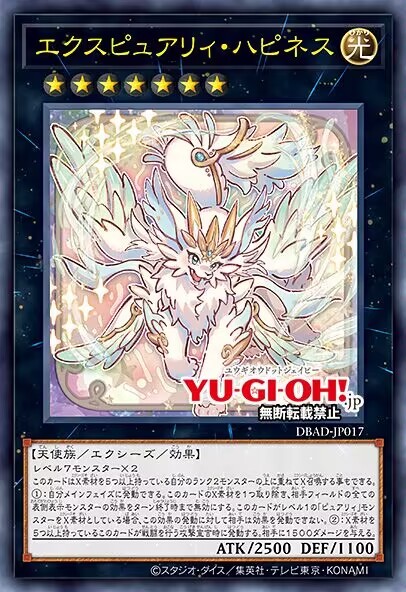 エクスピュアリィ・ハピネス
光
ユウギオウドットジェイピー
YU-GI-OH!.jp
無断転載禁止
DBAD-JP017
【天使族／エクシーズ／効果】
レベル７モンスター×２
このカードはX素材を５つ以上持っている自分のランク２モンスターの上に重ねてX召喚する事もできる。
①：自分メインフェイズに発動できる。このカードのX素材を１つ取り除き、相手フィールドの全ての
表側表示モンスターの効果をターン終了時まで無効にする。このカードがレベル１の「ピュアリィ」モン
スターをX素材としている場合、この効果の発動に対して相手は効果を発動できない。②：X素材を
５つ以上持っているこのカードが戦闘を行う攻撃宣言時に発動する。相手に1500ダメージを与える。
ATK/2500 DEF/1100
©スタジオ・ダイス／集英社・テレビ東京・KONAMI